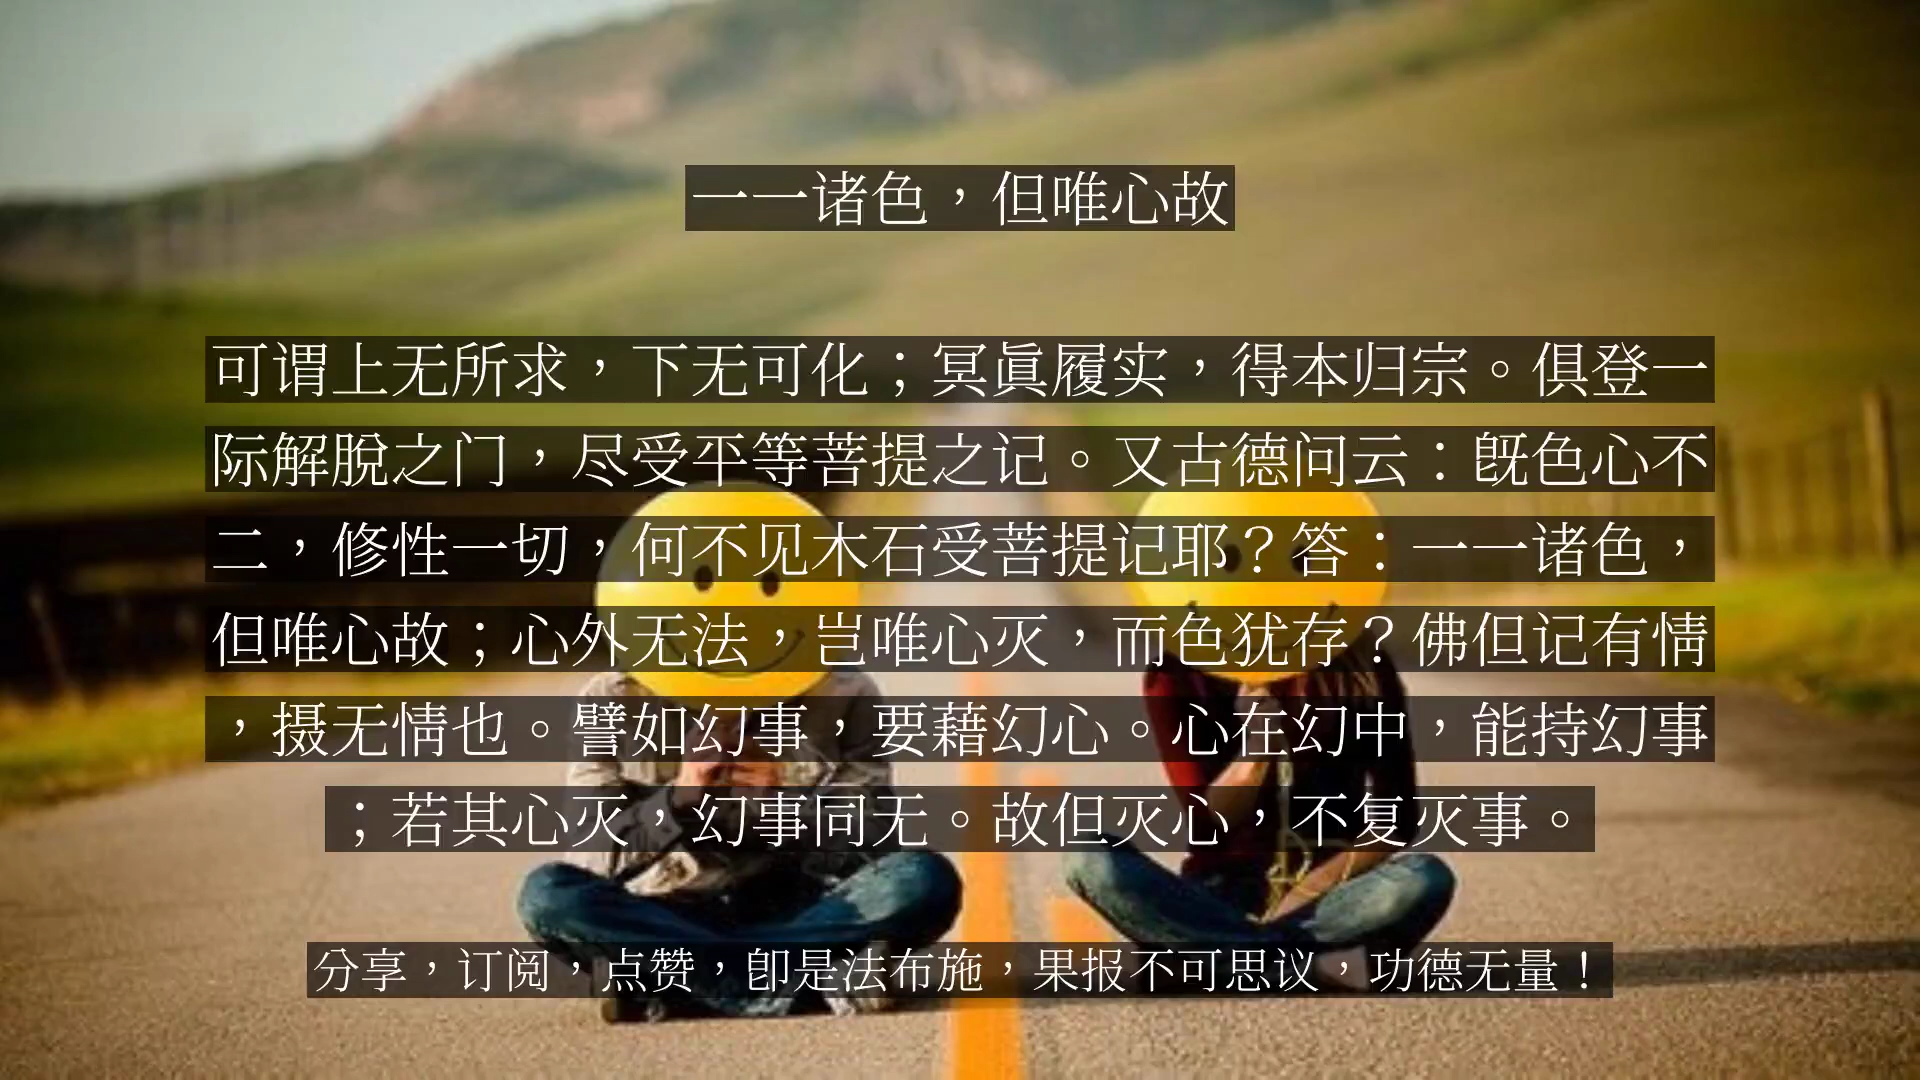 一一诸色，但唯心故
可谓上无所求，下无可化；冥眞履实，得本归宗。俱登一
际解脫之门，尽受平等菩提之记。又古德问云：旣色心不
二，修性一切，何不见木石受菩提记耶？答：一一诸色，
但唯心故；心外无法，岂唯心灭，而色犹存？佛但记有情
，摄无情也。譬如幻事，要藉幻心。心在幻中，能持幻事
；若其心灭，幻事同无。故但灭心，不复灭事。
分享，订阅，点赞，卽是法布施，果报不可思议，功德无量！